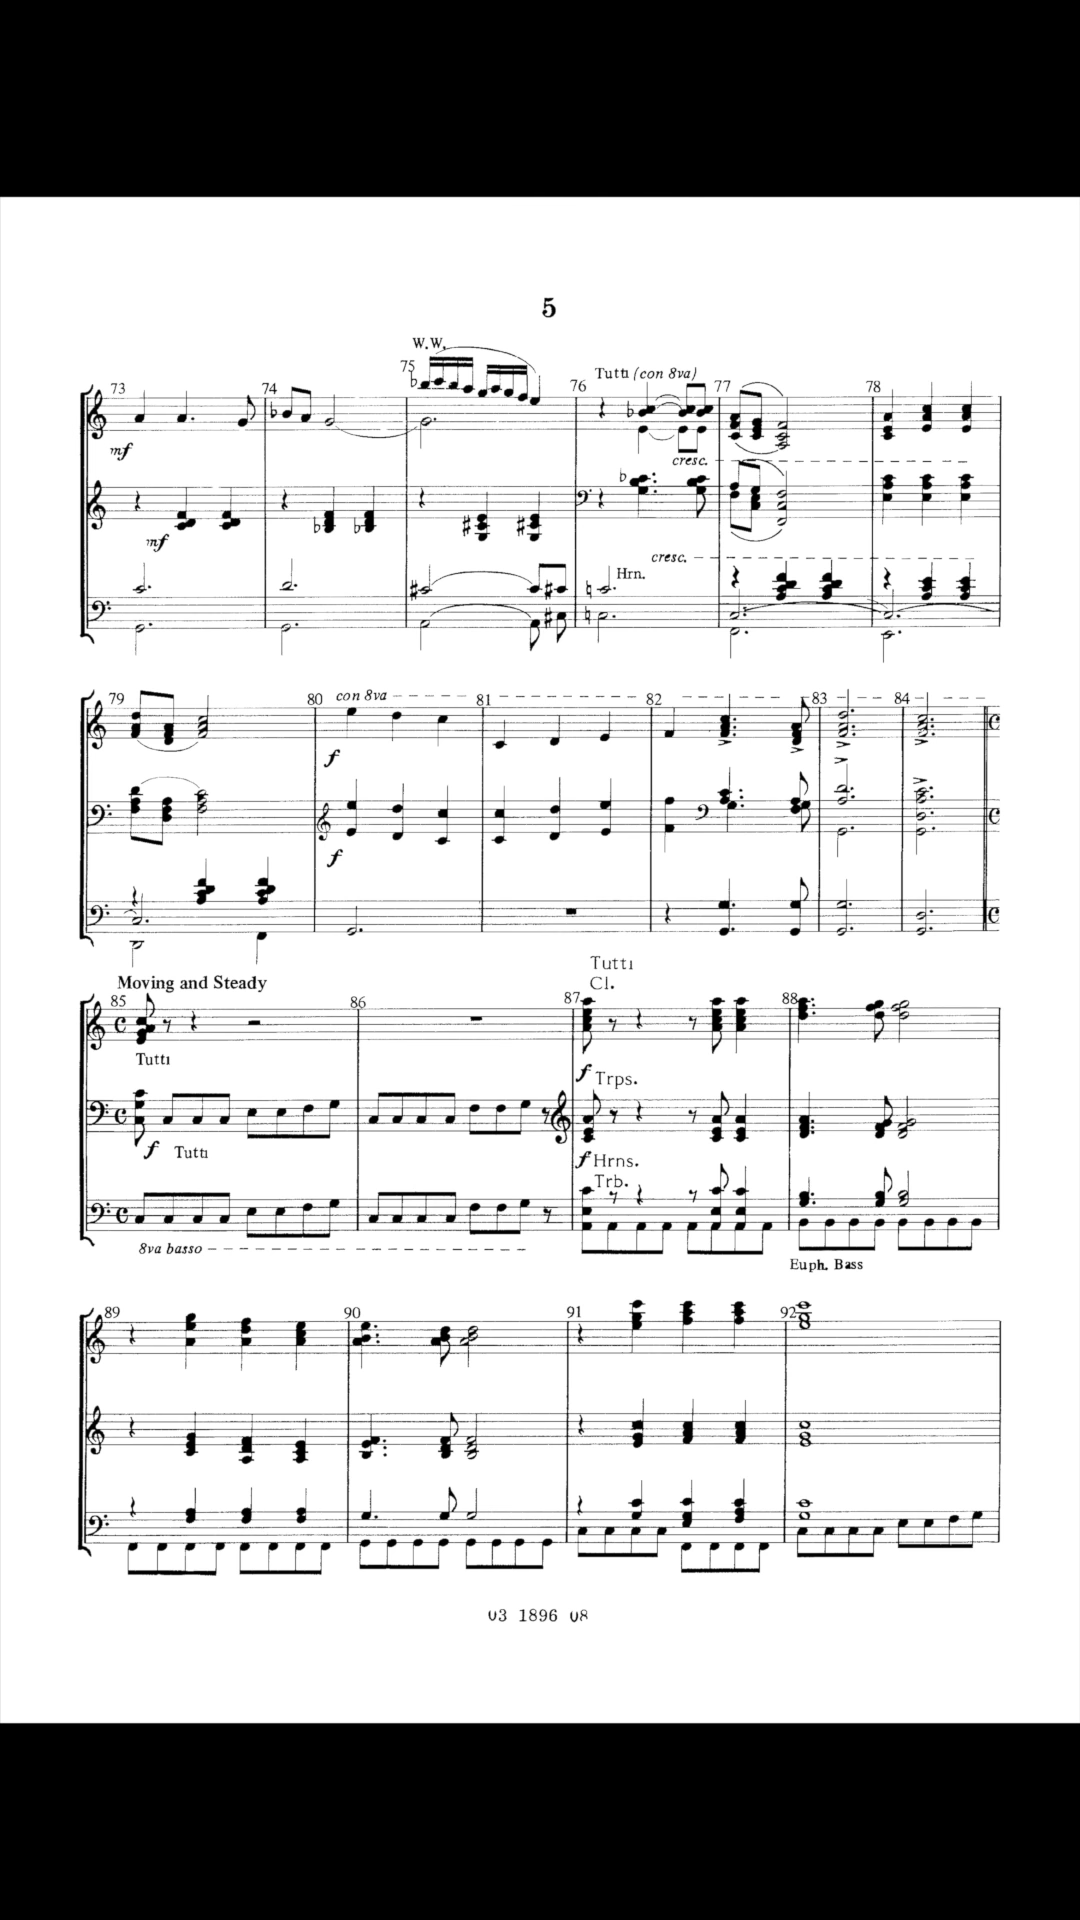 5
W.W.
73 74 75 76 Tutti (con 8va) 77 78
mf
cresc.
mf
cresc.
Hrn.
79 80 con 8va 81 82 83 84
f
f
Moving and Steady
85 86 87 Tutti Cl. 88
Tutti
f Trps.
f Tutti
f Hrns.
Trb.
8va basso
Euph. Bass
89 90 91 92
03 1896 08